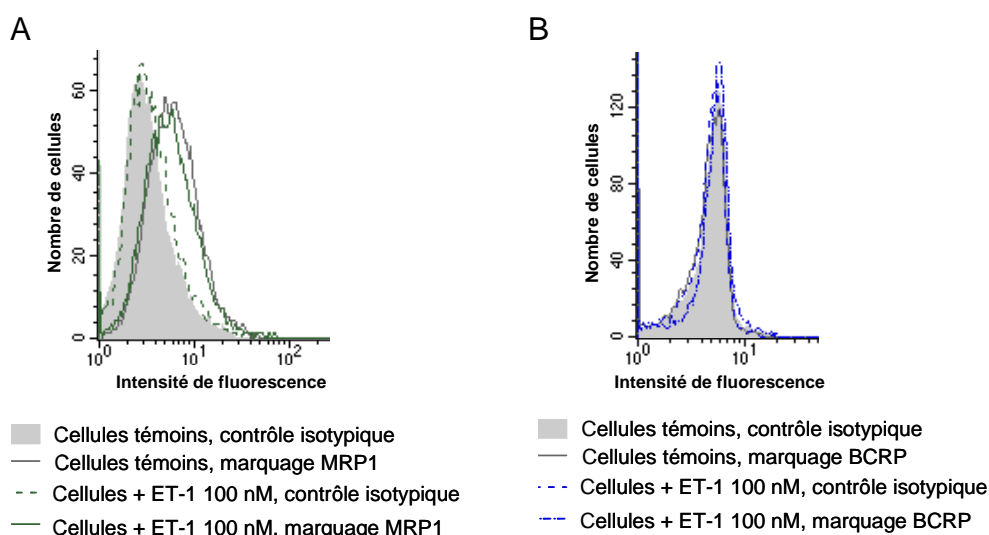 A
B
Nombre de cellules
60
40
20
0
10^0
10^1
10^2
Intensité de fluorescence
Nombre de cellules
120
80
40
0
10^0
10^1
Intensité de fluorescence
Cellules témoins, contrôle isotypique
Cellules témoins, marquage MRP1
Cellules + ET-1 100 nM, contrôle isotypique
Cellules + ET-1 100 nM, marquage MRP1
Cellules témoins, contrôle isotypique
Cellules témoins, marquage BCRP
Cellules + ET-1 100 nM, contrôle isotypique
Cellules + ET-1 100 nM, marquage BCRP